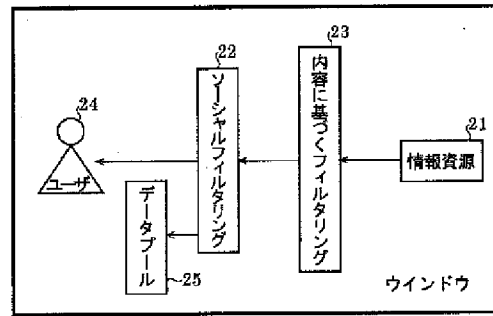 22
23
24
21
ソーシャルフィルタリング
内容に基づくフィルタリング
情報資源
ユーザ
データプール
25
ウインドウ